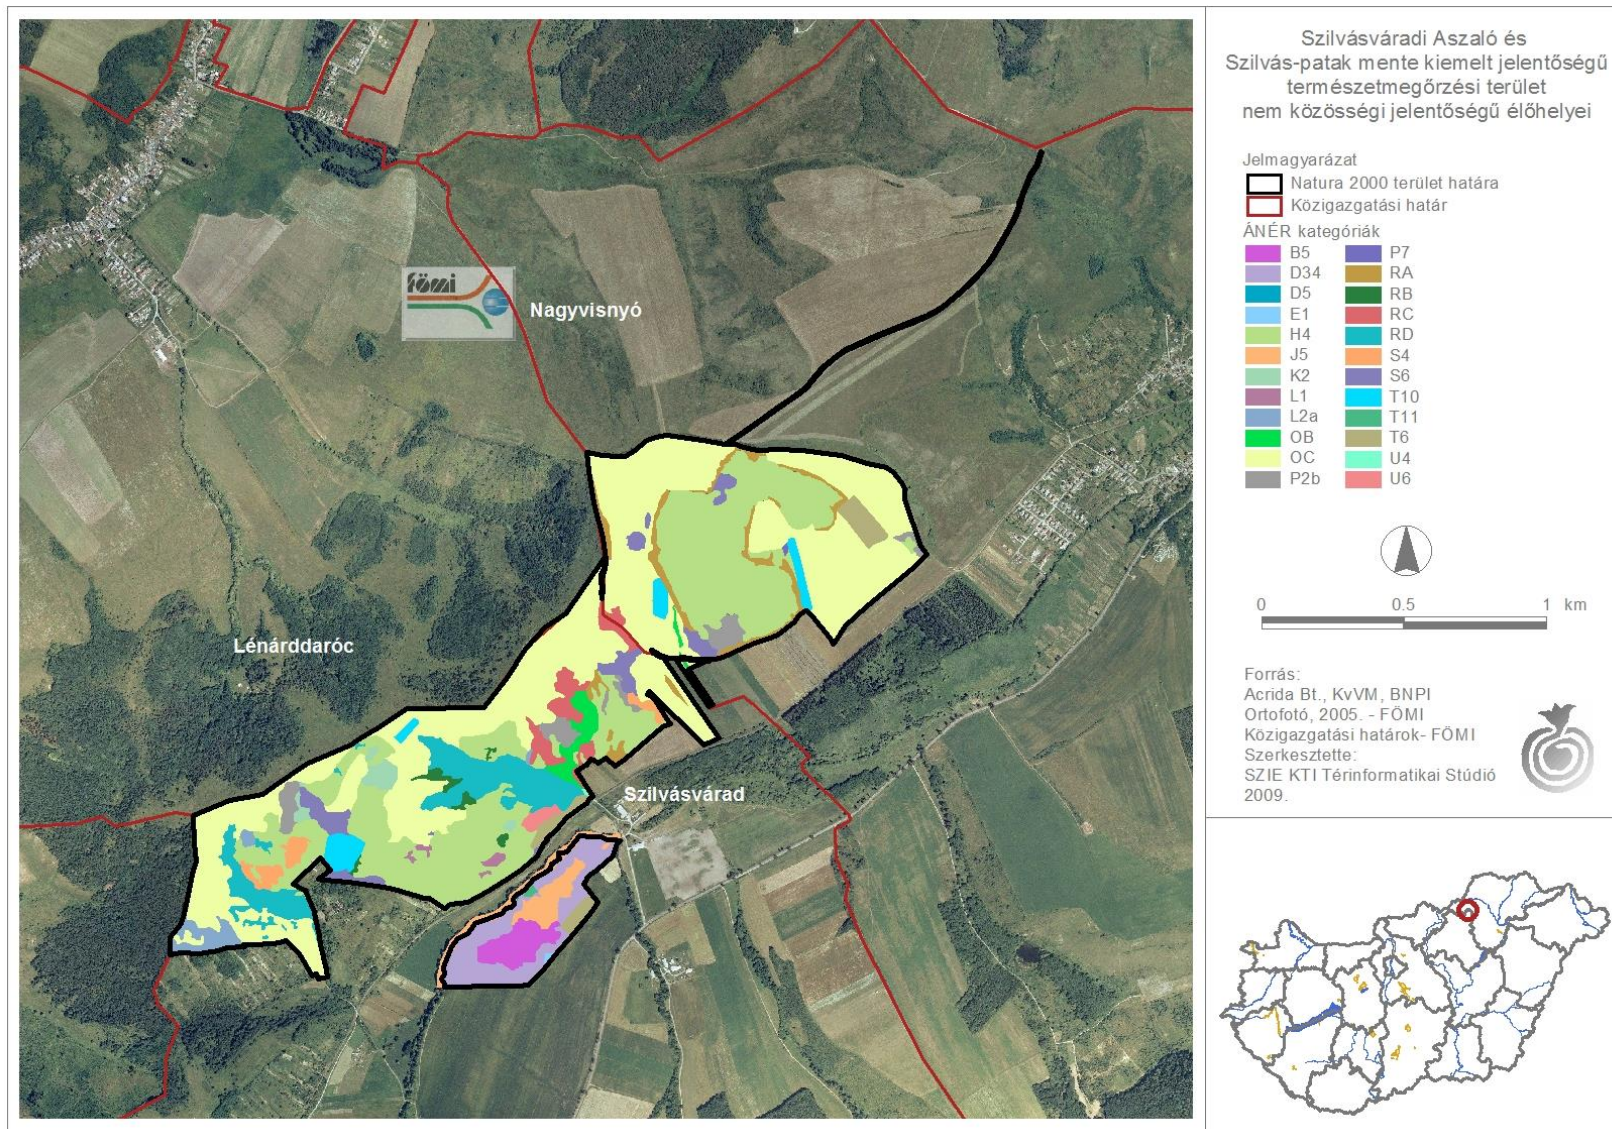 Szilvásváradi Aszaló és
Szilvás-patak mente kiemelt jelentőségű
természetmegőrzési terület
nem közösségi jelentőségű élőhelyei
Jelmagyarázat
Natura 2000 terület határa
Közigazgatási határ
ÁNÉR kategóriák
B5
D34
D5
E1
H4
J5
K2
L1
L2a
OB
OC
P2b
P7
RA
RB
RC
RD
S4
S6
T10
T11
T6
U4
U6
0 0.5 1 km
Forrás:
Acrida Bt., KvVM, BNPI
Ortofotó, 2005. - FÖMI
Közigazgatási határok- FÖMI
Szerkesztette:
SZIE KTI Térinformatikai Stúdió
2009.
fömi
Nagyvisnyó
Lénárddaróc
Szilvásvárad